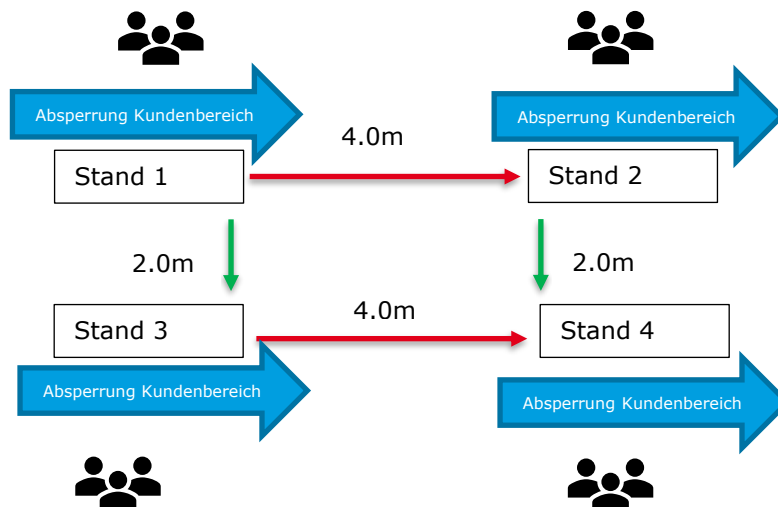 Absperrung Kundenbereich
Absperrung Kundenbereich
4.0m
Stand 1
Stand 2
2.0m
2.0m
4.0m
Stand 3
Stand 4
Absperrung Kundenbereich
Absperrung Kundenbereich